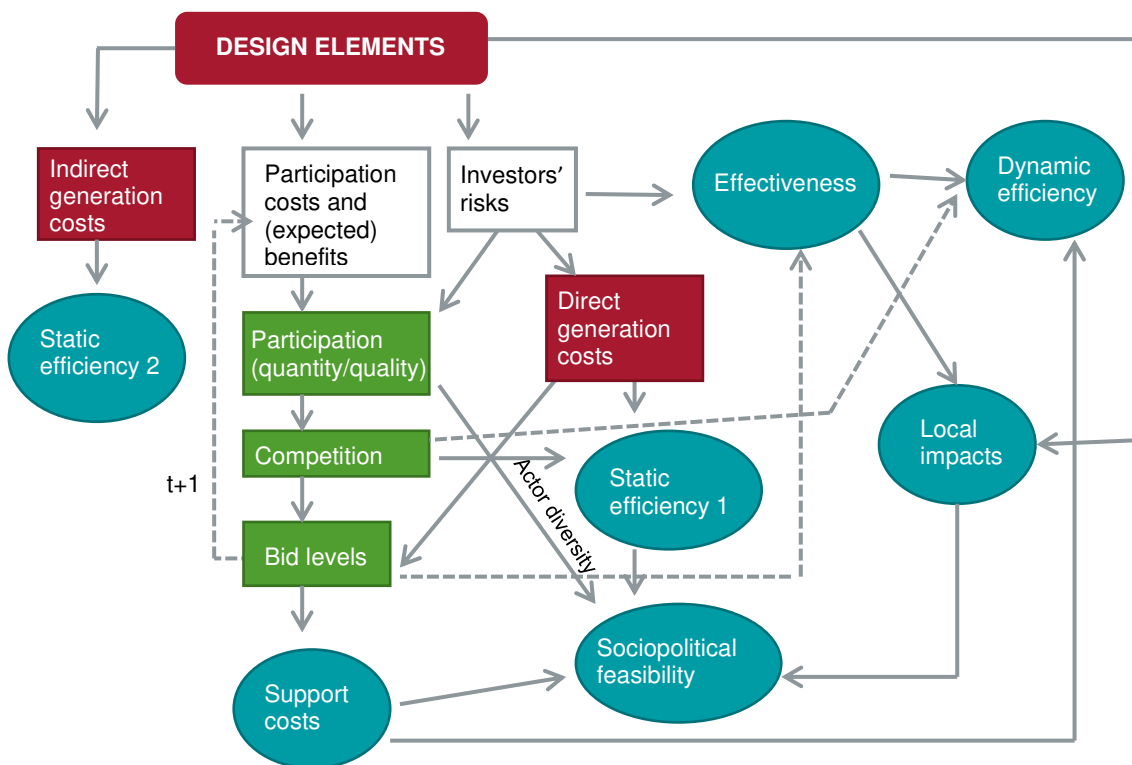 DESIGN ELEMENTS
Indirect
generation
costs
Participation
costs and
(expected)
benefits
Investors’
risks
Effectiveness
Dynamic
efficiency
Static
efficiency 2
Participation
(quantity/quality)
Direct
generation
costs
Competition
Local
impacts
t+1
Actor diversity
Static
efficiency 1
Bid levels
Sociopolitical
feasibility
Support
costs